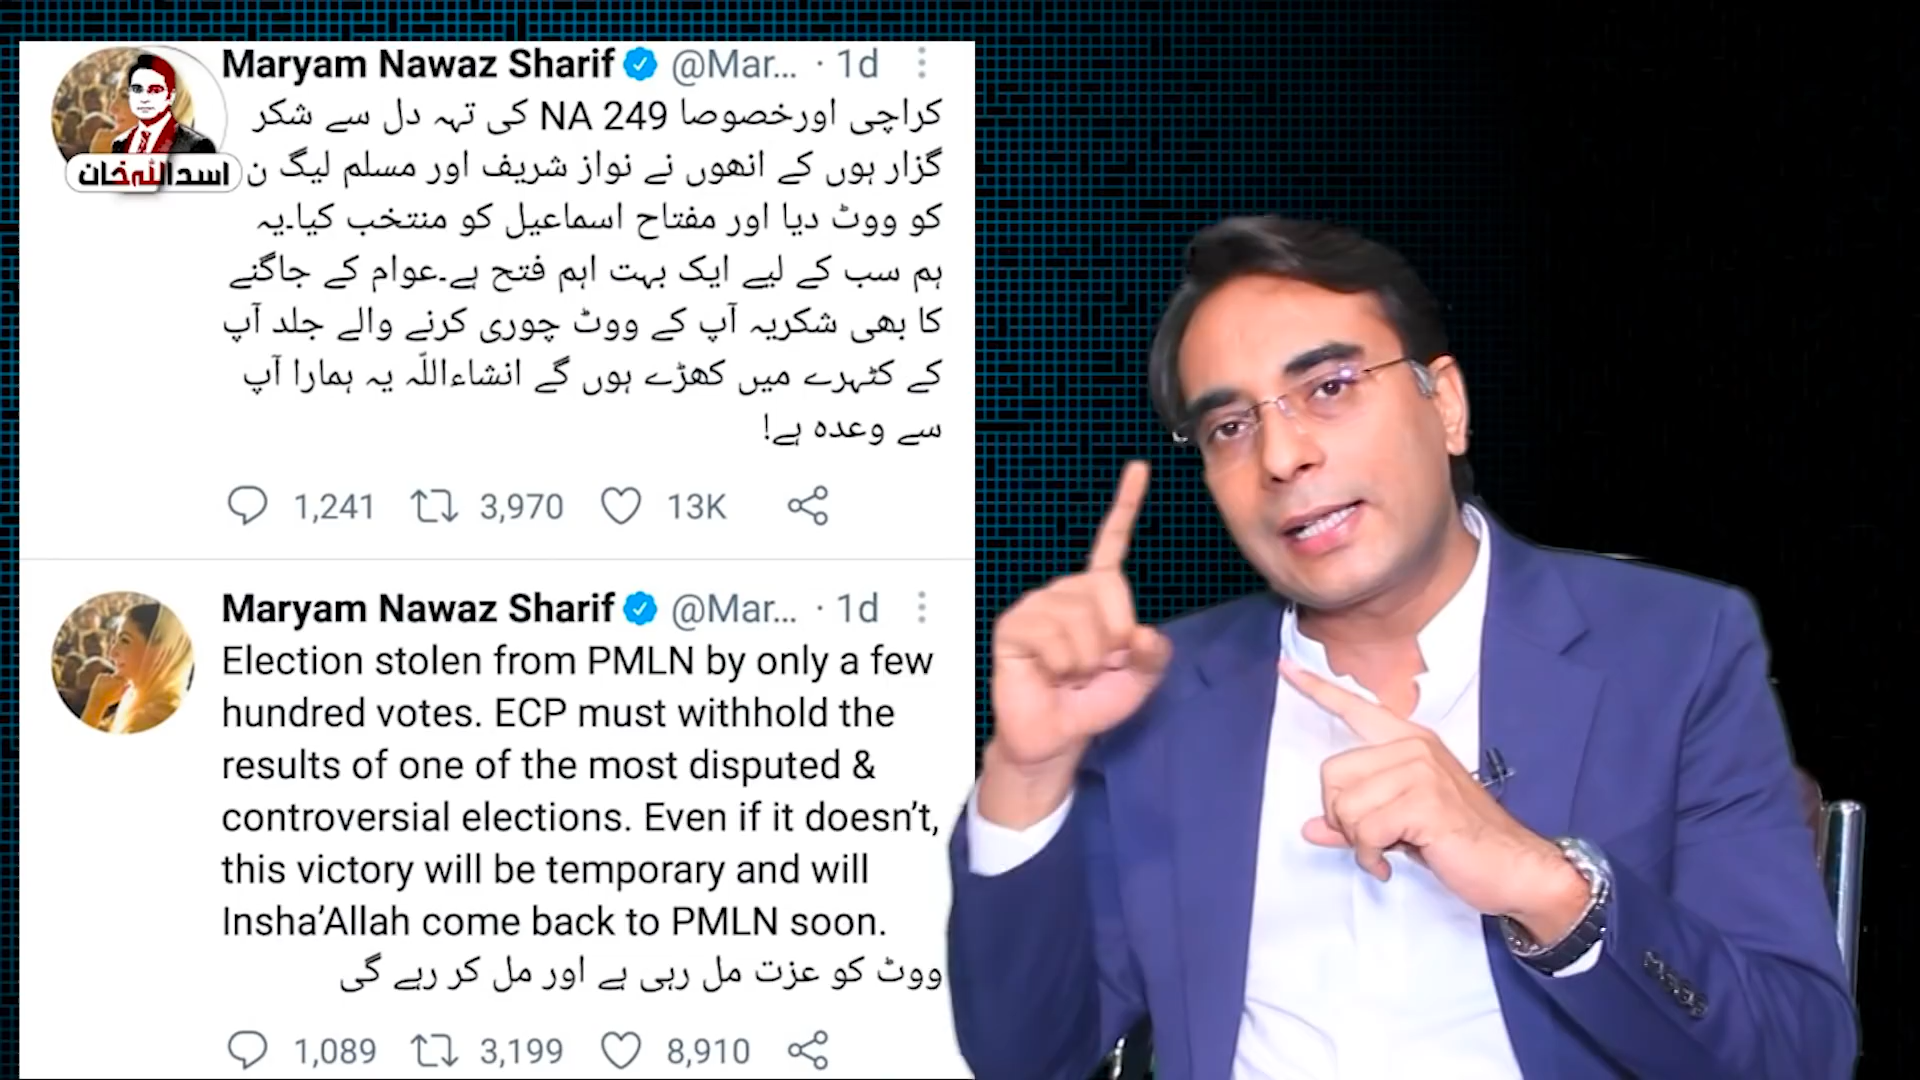 Maryam Nawaz Sharif @Mar... · 1d
کراچی اورخصوصا NA 249 کی تہہ دل سے شکر
گزار ہوں کے انھوں نے نواز شریف اور مسلم لیگ ن
کو ووٹ دیا اور مفتاح اسماعیل کو منتخب کیا۔یہ
ہم سب کے لیے ایک بہت اہم فتح ہے۔عوام کے جاگنے
کا بھی شکریہ آپ کے ووٹ چوری کرنے والے جلد آپ
کے کٹہرے میں کھڑے ہوں گے انشاءاللّہ یہ ہمارا آپ
سے وعدہ ہے!
اسداللہ خان
1,241 3,970 13K
Maryam Nawaz Sharif @Mar... · 1d
Election stolen from PMLN by only a few
hundred votes. ECP must withhold the
results of one of the most disputed &
controversial elections. Even if it doesn’t,
this victory will be temporary and will
Insha’Allah come back to PMLN soon.
ووٹ کو عزت مل رہی ہے اور مل کر رہے گی
1,089 3,199 8,910